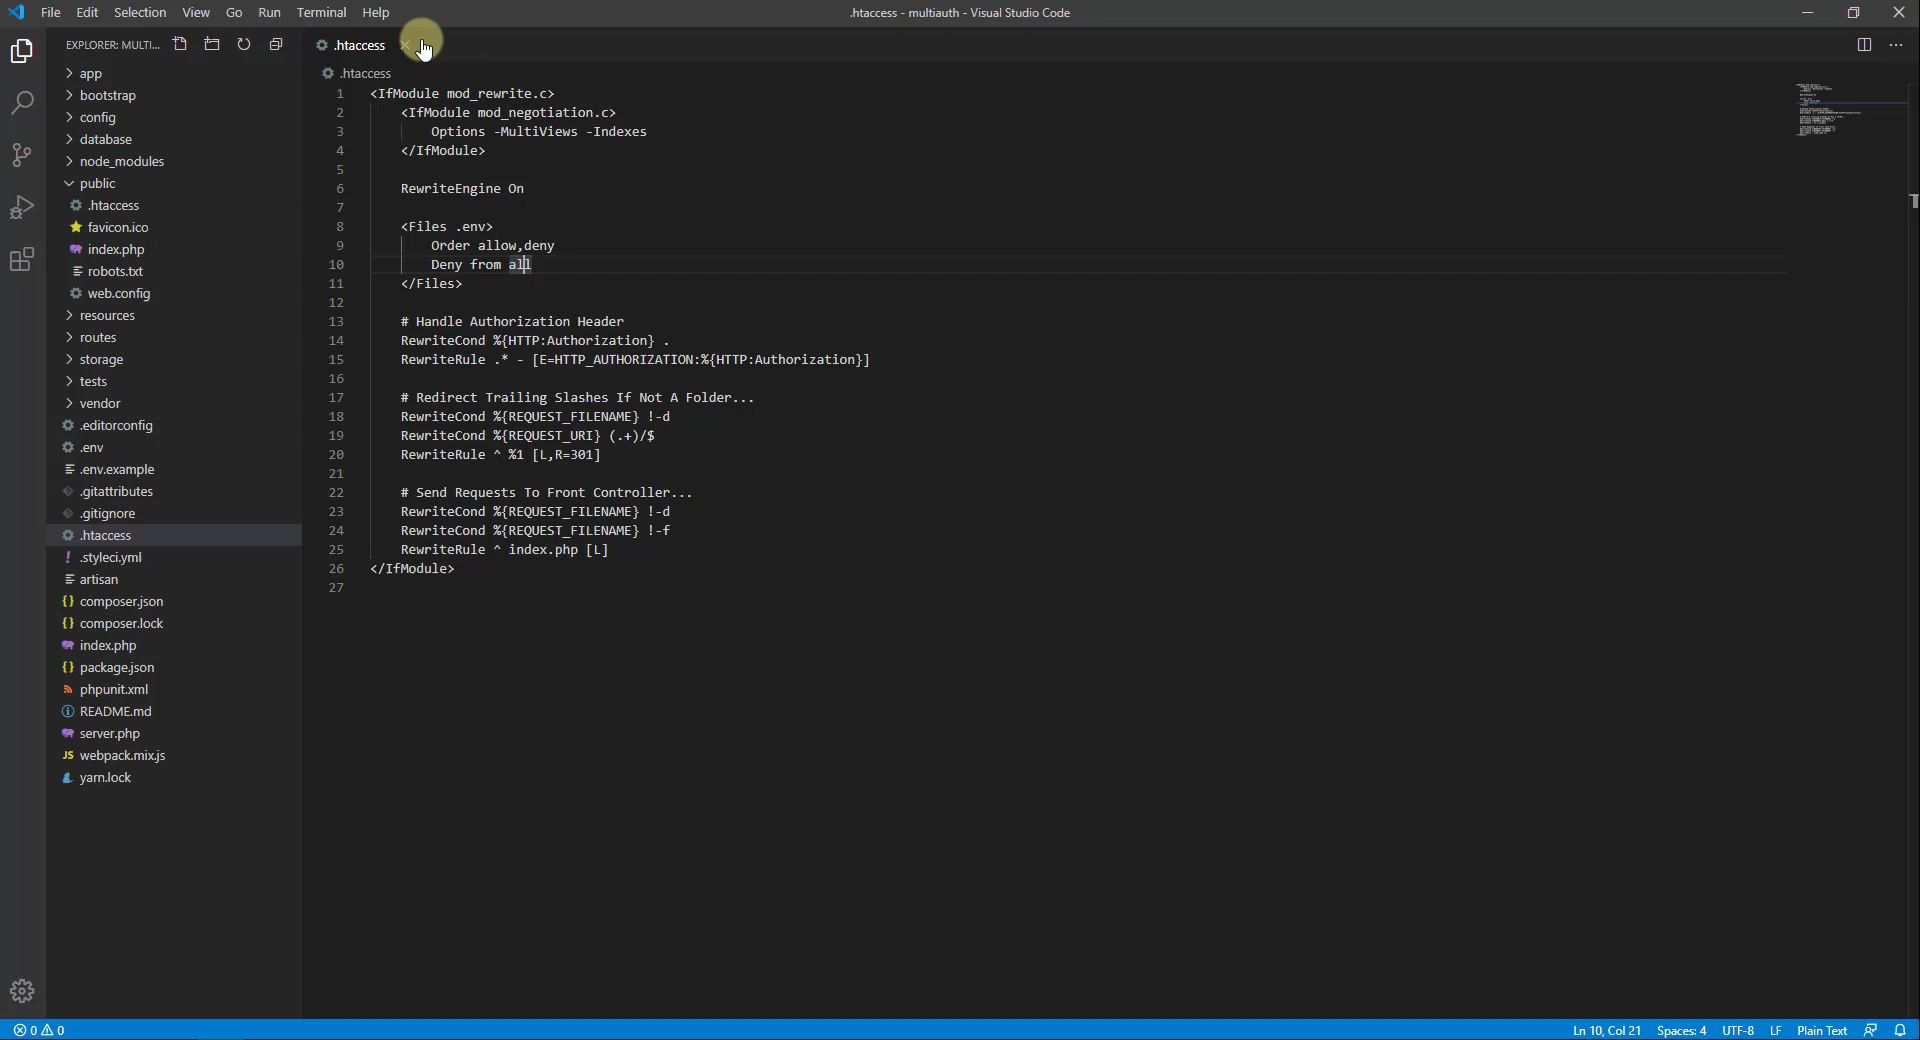 File Edit Selection View Go Run Terminal Help
.htaccess - multiauth - Visual Studio Code
EXPLORER: MULTI...
app
bootstrap
config
database
node_modules
public
.htaccess
favicon.ico
index.php
robots.txt
web.config
resources
routes
storage
tests
vendor
.editorconfig
.env
.env.example
.gitattributes
.gitignore
.htaccess
.styleci.yml
artisan
composer.json
composer.lock
index.php
package.json
phpunit.xml
README.md
server.php
JS webpack.mix.js
yarn.lock
.htaccess
.htaccess
1 <IfModule mod_rewrite.c>
2 <IfModule mod_negotiation.c>
3 Options -MultiViews -Indexes
4 </IfModule>
5
6 RewriteEngine On
7
8 <Files .env>
9 Order allow,deny
10 Deny from all
11 </Files>
12
13 # Handle Authorization Header
14 RewriteCond %{HTTP:Authorization} .
15 RewriteRule .* - [E=HTTP_AUTHORIZATION:%{HTTP:Authorization}]
16
17 # Redirect Trailing Slashes If Not A Folder...
18 RewriteCond %{REQUEST_FILENAME} !-d
19 RewriteCond %{REQUEST_URI} (.+)/$
20 RewriteRule ^ %1 [L,R=301]
21
22 # Send Requests To Front Controller...
23 RewriteCond %{REQUEST_FILENAME} !-d
24 RewriteCond %{REQUEST_FILENAME} !-f
25 RewriteRule ^ index.php [L]
26 </IfModule>
27
0 0
Ln 10, Col 21 Spaces: 4 UTF-8 LF Plain Text